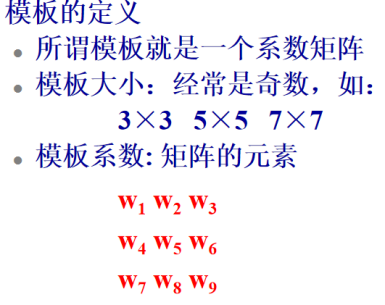 模板的定义
所谓模板就是一个系数矩阵
模板大小：经常是奇数，如：
3×3 5×5 7×7
模板系数: 矩阵的元素
w₁ w₂ w₃
w₄ w₅ w₆
w₇ w₈ w₉